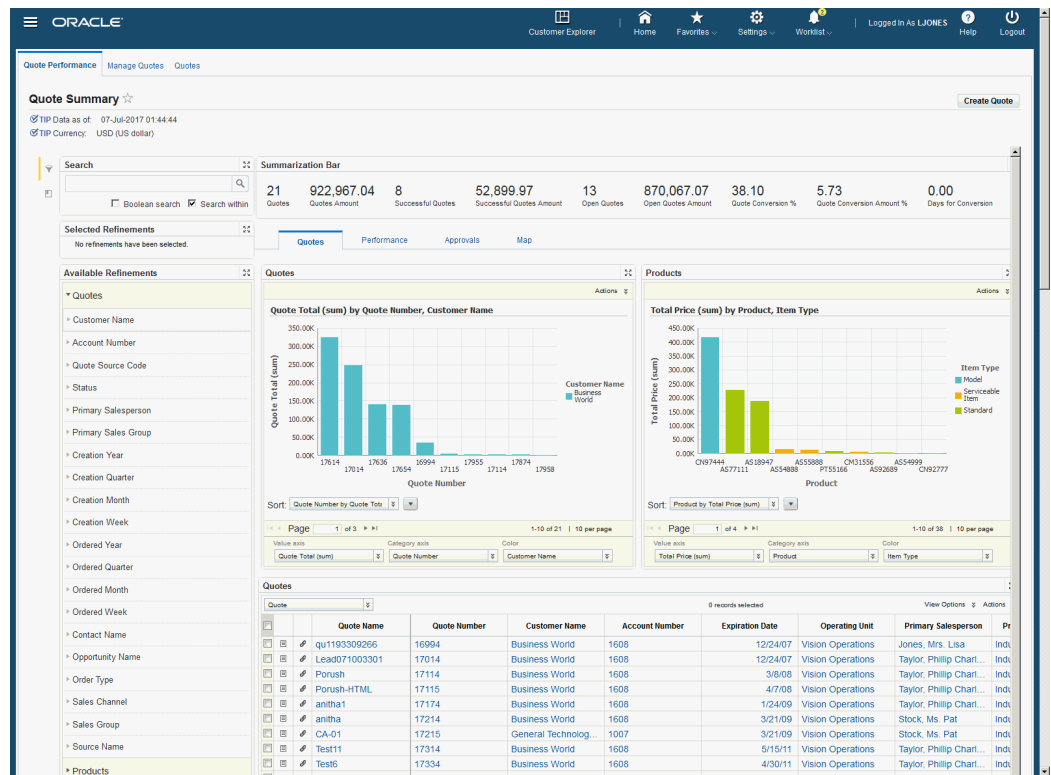 ORACLE
Customer Explorer
Home
Favorites
Settings
Worklist
Logged In As LJONES
Help
Logout
Quote Performance Manage Quotes Quotes
Quote Summary
Create Quote
TIP Data as of: 07-Jul-2017 01:44:44
TIP Currency: USD (US dollar)
Search
Boolean search Search within
Selected Refinements
No refinements have been selected.
Available Refinements
Quotes
Customer Name
Account Number
Quote Source Code
Status
Primary Salesperson
Primary Sales Group
Creation Year
Creation Quarter
Creation Month
Creation Week
Ordered Year
Ordered Quarter
Ordered Month
Ordered Week
Contact Name
Opportunity Name
Order Type
Sales Channel
Sales Group
Source Name
Products
Summarization Bar
21 922,967.04 8 52,899.97 13 870,067.07 38.10 5.73 0.00
Quotes Quotes Amount Successful Quotes Successful Quotes Amount Open Quotes Open Quotes Amount Quote Conversion % Quote Conversion Amount % Days for Conversion
Quotes Performance Approvals Map
Quotes
Actions
Quote Total (sum) by Quote Number, Customer Name
Quote Total (sum)
350.00K
300.00K
250.00K
200.00K
150.00K
100.00K
50.00K
0.00K
17614 17636 16994 17955 17874
17014 17654 17115 17114 17958
Quote Number
Customer Name
Business
World
Sort: Quote Number by Quote Tot
Page 1 of 3 1-10 of 21 | 10 per page
Value axis Category axis Color
Quote Total (sum) Quote Number Customer Name
Products
Actions
Total Price (sum) by Product, Item Type
Total Price (sum)
450.00K
400.00K
350.00K
300.00K
250.00K
200.00K
150.00K
100.00K
50.00K
0.00K
CN97444 AS18947 AS55888 CM31556 AS54999
AS77111 AS54888 PT55166 AS92689 CN92777
Product
Item Type
Model
Serviceable
Item
Standard
Sort: Product by Total Price (sum)
Page 1 of 4 1-10 of 38 | 10 per page
Value axis Category axis Color
Total Price (sum) Product Item Type
Quotes
Quote 0 records selected View Options Actions
Quote Name Quote Number Customer Name Account Number Expiration Date Operating Unit Primary Salesperson Pr
qu1193309266 16994 Business World 1608 12/24/07 Vision Operations Jones, Mrs. Lisa Indu
Lead071003301 17014 Business World 1608 12/24/07 Vision Operations Taylor, Phillip Charl... Indu
Porush 17114 Business World 1608 3/8/08 Vision Operations Taylor, Phillip Charl... Indu
Porush-HTML 17115 Business World 1608 4/7/08 Vision Operations Taylor, Phillip Charl... Indu
anitha1 17174 Business World 1608 1/24/09 Vision Operations Taylor, Phillip Charl... Indu
anitha 17214 Business World 1608 3/21/09 Vision Operations Stock, Ms. Pat Indu
CA-01 17215 General Technolog... 1007 3/21/09 Vision Operations Stock, Ms. Pat Indu
Test11 17314 Business World 1608 5/15/11 Vision Operations Taylor, Phillip Charl... Indu
Test6 17334 Business World 1608 4/30/11 Vision Operations Taylor, Phillip Charl... Indu